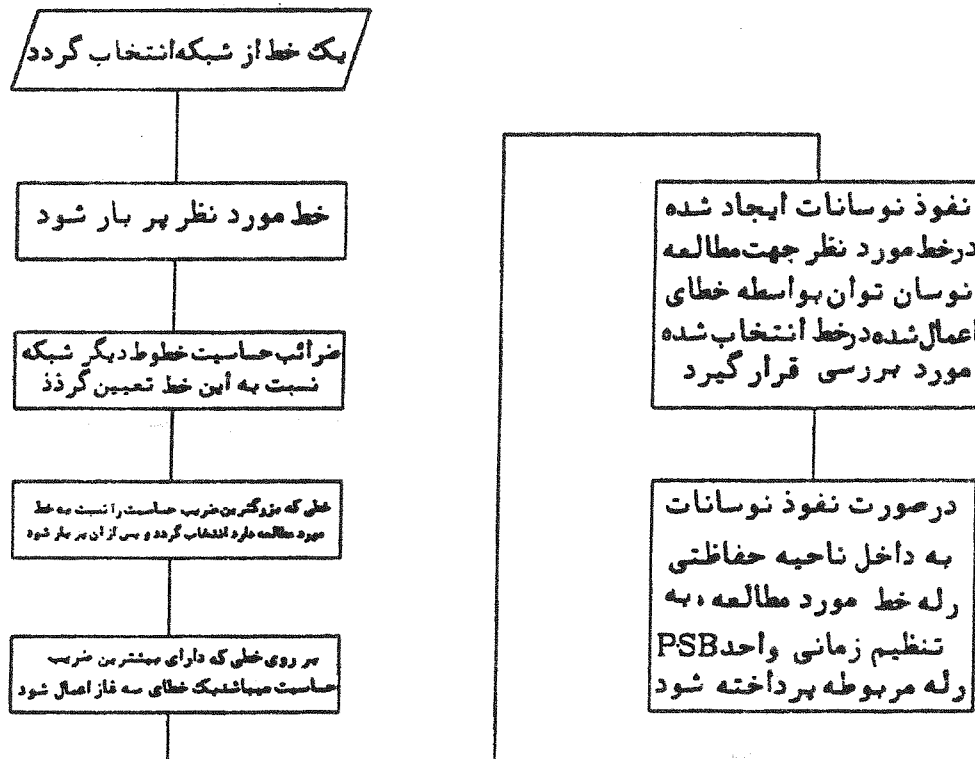 یک خط از شبکه انتخاب گردد
خط مورد نظر پر بار شود
ضرائب حساسیت خطوط دیگر شبکه
نسبت به این خط تعیین گردد
خطی که بزرگترین ضریب حساسیت را نسبت به خط
مورد مطالعه دارد انتخاب گردد و پس از آن پر بار شود
بر روی خطی که دارای بیشترین ضریب
حساسیت میباشد یک خطای سه فاز اعمال شود
نفوذ نوسانات ایجاد شده
درخط مورد نظر جهت مطالعه
نوسان توان بواسطه خطای
اعمال شده درخط انتخاب شده
مورد بررسی قرار گیرد
درصورت نفوذ نوسانات
به داخل ناحیه حفاظتی
رله خط مورد مطالعه، به
تنظیم زمانی واحد PSB
رله مربوطه پرداخته شود